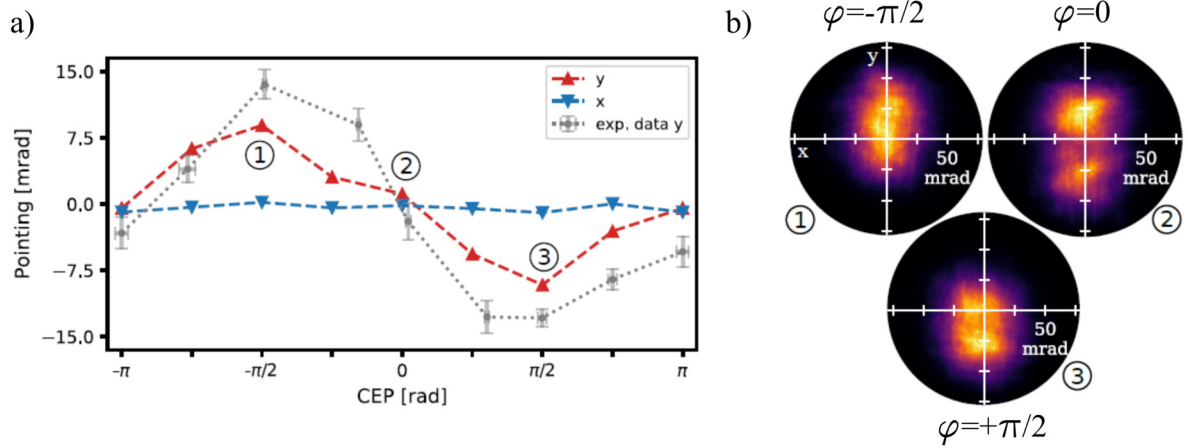 a)
15.0
7.5
0.0
−7.5
−15.0
Pointing [mrad]
y
x
exp. data y
①
②
③
-π
-π/2
0
π/2
π
CEP [rad]
b)
φ=-π/2
φ=0
y
x
50
mrad
①
50
mrad
②
50
mrad
③
φ=+π/2